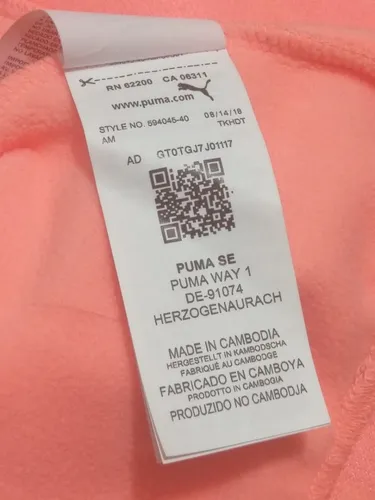 RN 62200 CA 06311
www.puma.com
STYLE NO. 594045-40 08/14/18
AM TKHDT
AD GT0TGJ7J01117
PUMA SE
PUMA WAY 1
DE-91074
HERZOGENAURACH
MADE IN CAMBODIA
HERGESTELLT IN KAMBODSCHA
FABRIQUÉ AU CAMBODGE
FABRICADO EN CAMBOYA
PRODOTTO IN CAMBOGIA
PRODUZIDO NO CAMBODJA